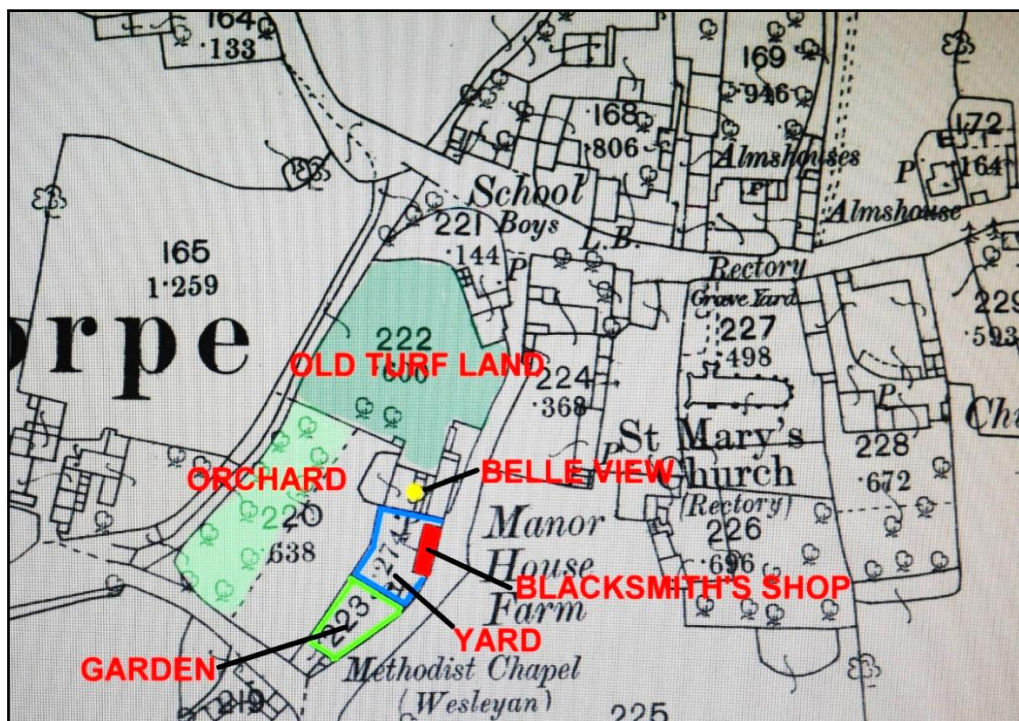 164
·133
169
·946
168
·806
Almshouses
P
172
·164
P
Almshouse
School
Boys
221
·144
P
L.B.
Rectory
Grave Yard
165
1·259
orpe
222
OLD TURF LAND
227
·498
229
·593
224
·368
P
ORCHARD
220
·638
BELLE VIEW
St Mary's
Church
(Rectory)
226
·696
P
228
·672
Manor
House
Farm
BLACKSMITH'S SHOP
YARD
223
GARDEN
Methodist Chapel
(Wesleyan)
219
225